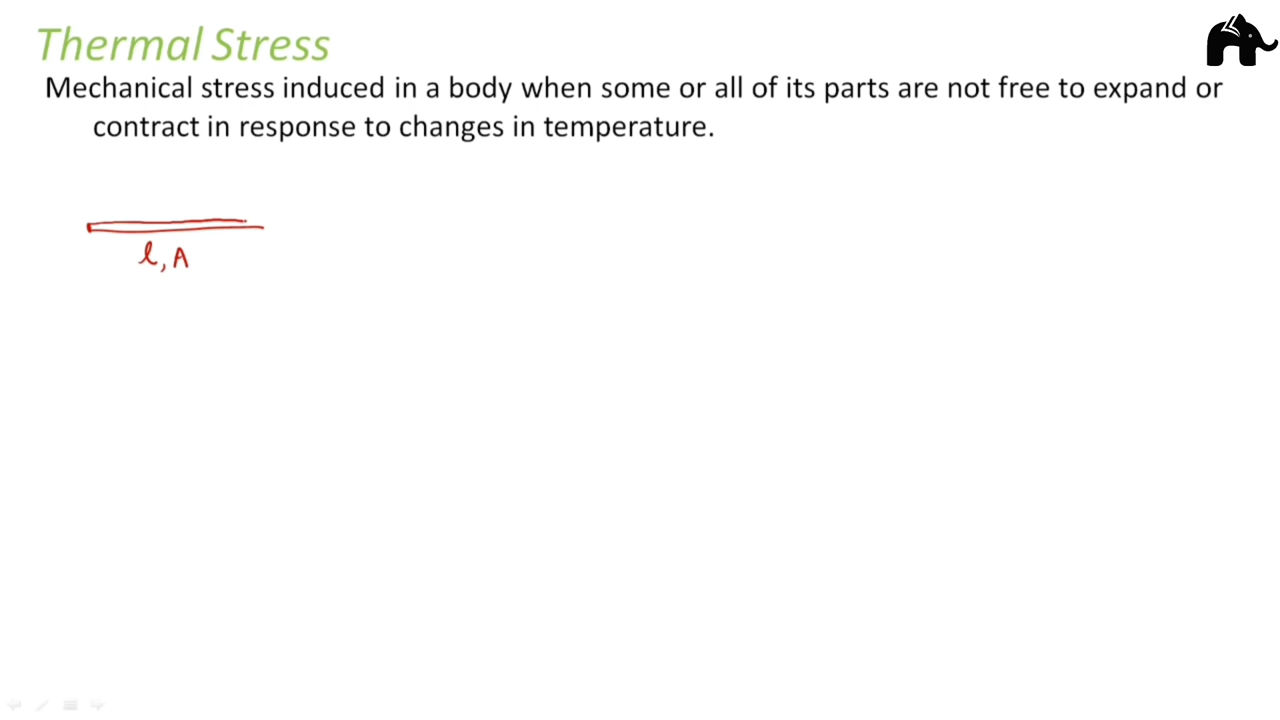 Thermal Stress
Mechanical stress induced in a body when some or all of its parts are not free to expand or
contract in response to changes in temperature.
l, A